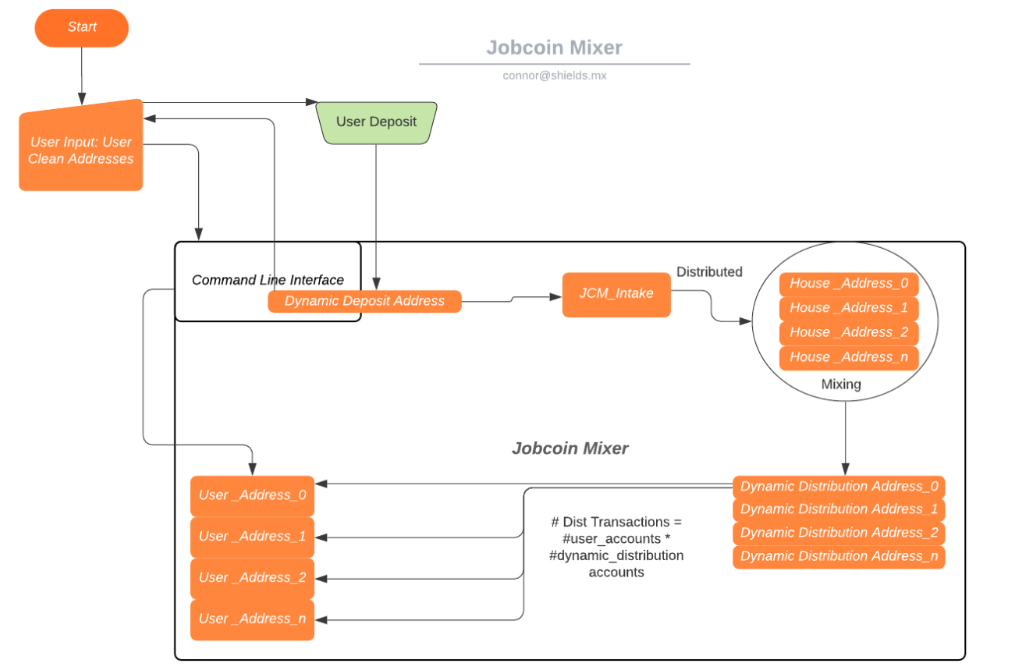 Start
Jobcoin Mixer
connor@shields.mx
User Input: User
Clean Addresses
User Deposit
Command Line Interface
Dynamic Deposit Address
JCM_Intake
Distributed
House _Address_0
House _Address_1
House _Address_2
House _Address_n
Mixing
Jobcoin Mixer
User _Address_0
User _Address_1
User _Address_2
User _Address_n
# Dist Transactions =
#user_accounts *
#dynamic_distribution
accounts
Dynamic Distribution Address_0
Dynamic Distribution Address_1
Dynamic Distribution Address_2
Dynamic Distribution Address_n